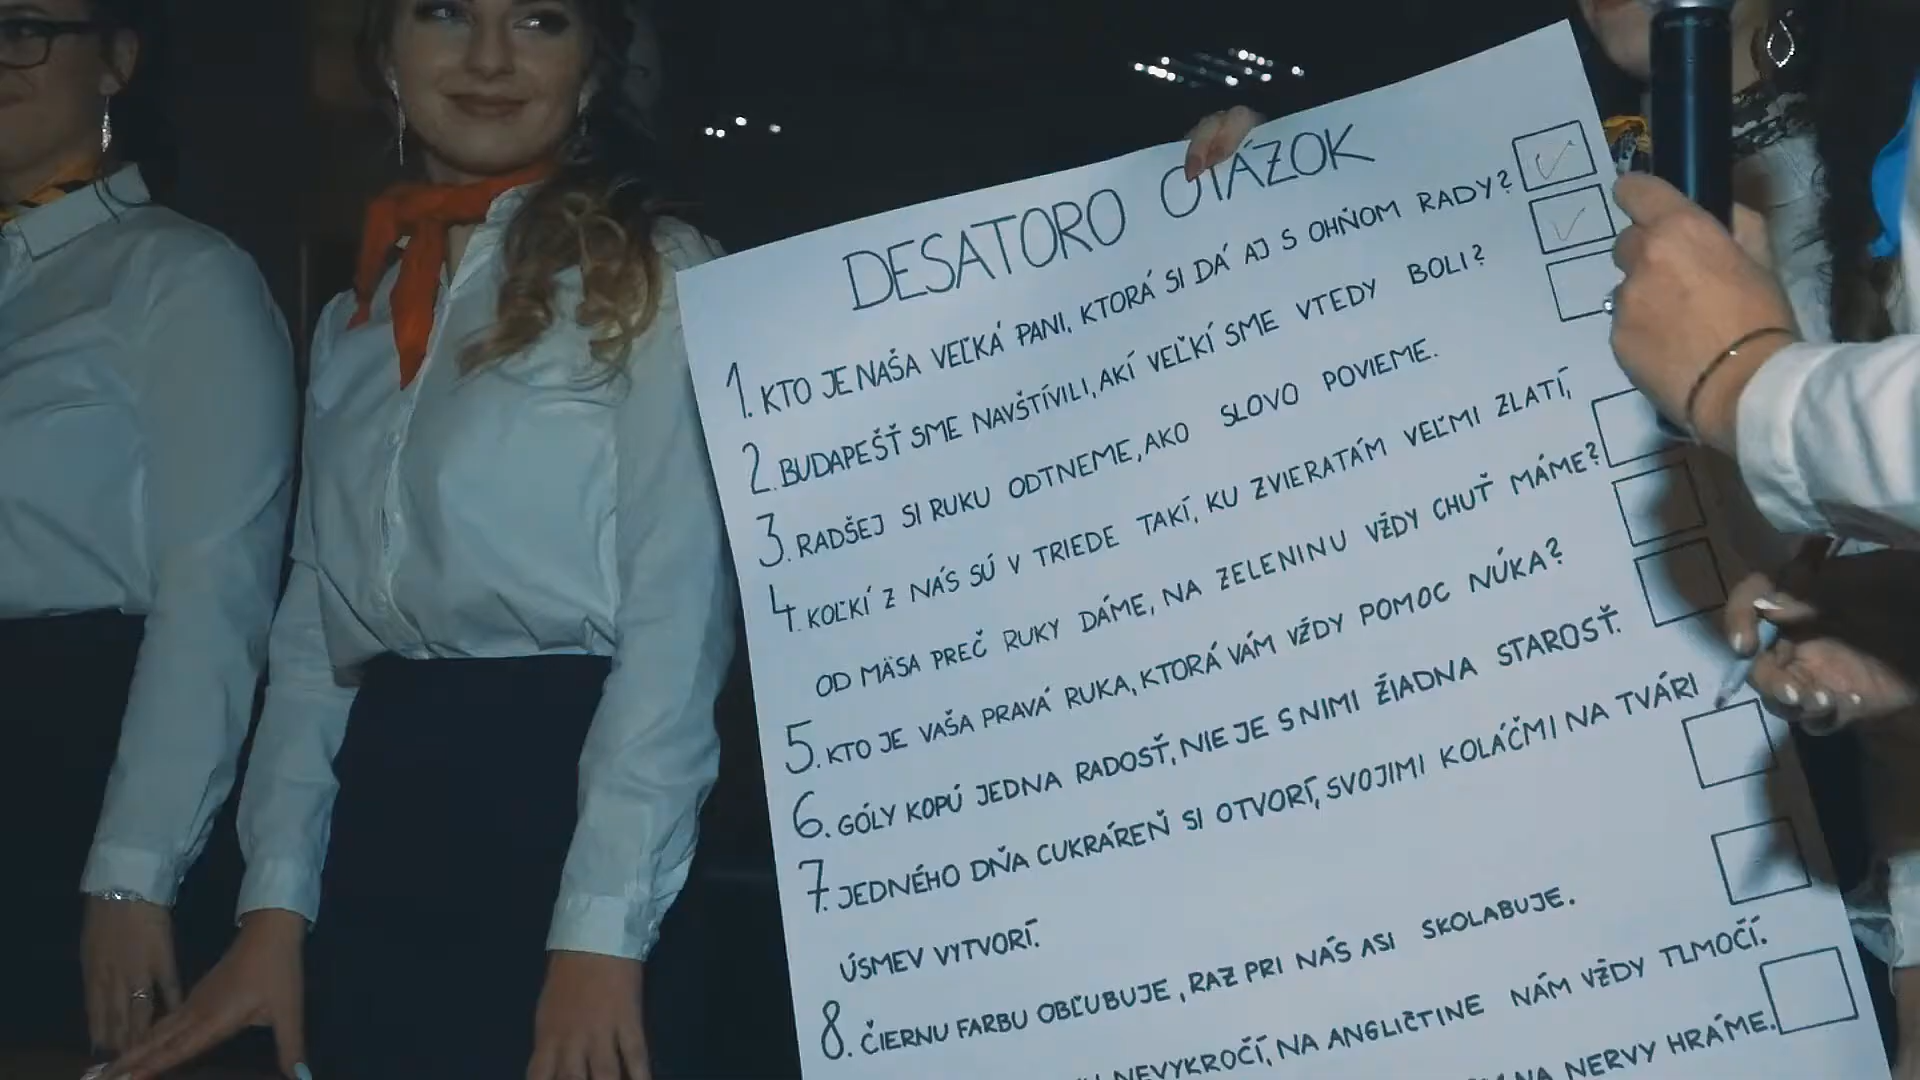 DESATORO OTÁZOK
1. KTO JE NAŠA VEĽKÁ PANI, KTORÁ SI DÁ AJ S OHŇOM RADY?
2. BUDAPEŠŤ SME NAVŠTÍVILI, AKÍ VEĽKÍ SME VTEDY BOLI?
3. RADŠEJ SI RUKU ODTNEME, AKO SLOVO POVIEME.
4. KOĽKÍ Z NÁS SÚ V TRIEDE TAKÍ, KU ZVIERATÁM VEĽMI ZLATÍ,
OD MÄSA PREČ RUKY DÁME, NA ZELENINU VŽDY CHUŤ MÁME?
5. KTO JE VAŠA PRAVÁ RUKA, KTORÁ VÁM VŽDY POMOC NÚKA?
6. GÓLY KOPÚ JEDNA RADOSŤ, NIE JE S NIMI ŽIADNA STAROSŤ.
7. JEDNÉHO DŇA CUKRÁREŇ SI OTVORÍ, SVOJIMI KOLÁČMI NA TVÁRI
ÚSMEV VYTVORÍ.
8. ČIERNU FARBU OBĽUBUJE, RAZ PRI NÁS ASI SKOLABUJE.
NEVYKROČÍ, NA ANGLIČTINE NÁM VŽDY TLMOČÍ.
NA NERVY HRÁME.